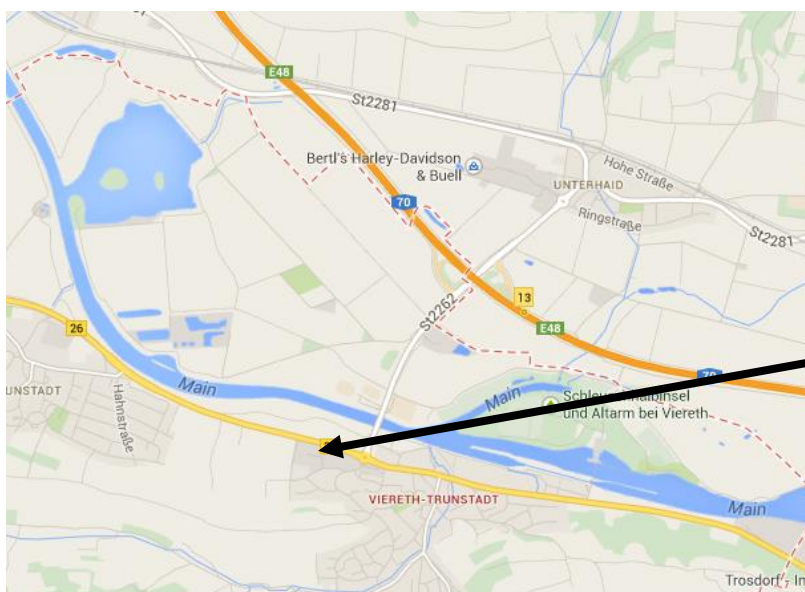 E48
St2281
Bertl's Harley-Davidson
& Buell
Hohe Straße
UNTERHAID
70
Ringstraße
St2281
13
St2262
E48
26
70
Main
UNSTADT
Hahnstraße
Main
und Altarm bei Viereth
VIERETH-TRUNSTADT
Main
Trosdorf